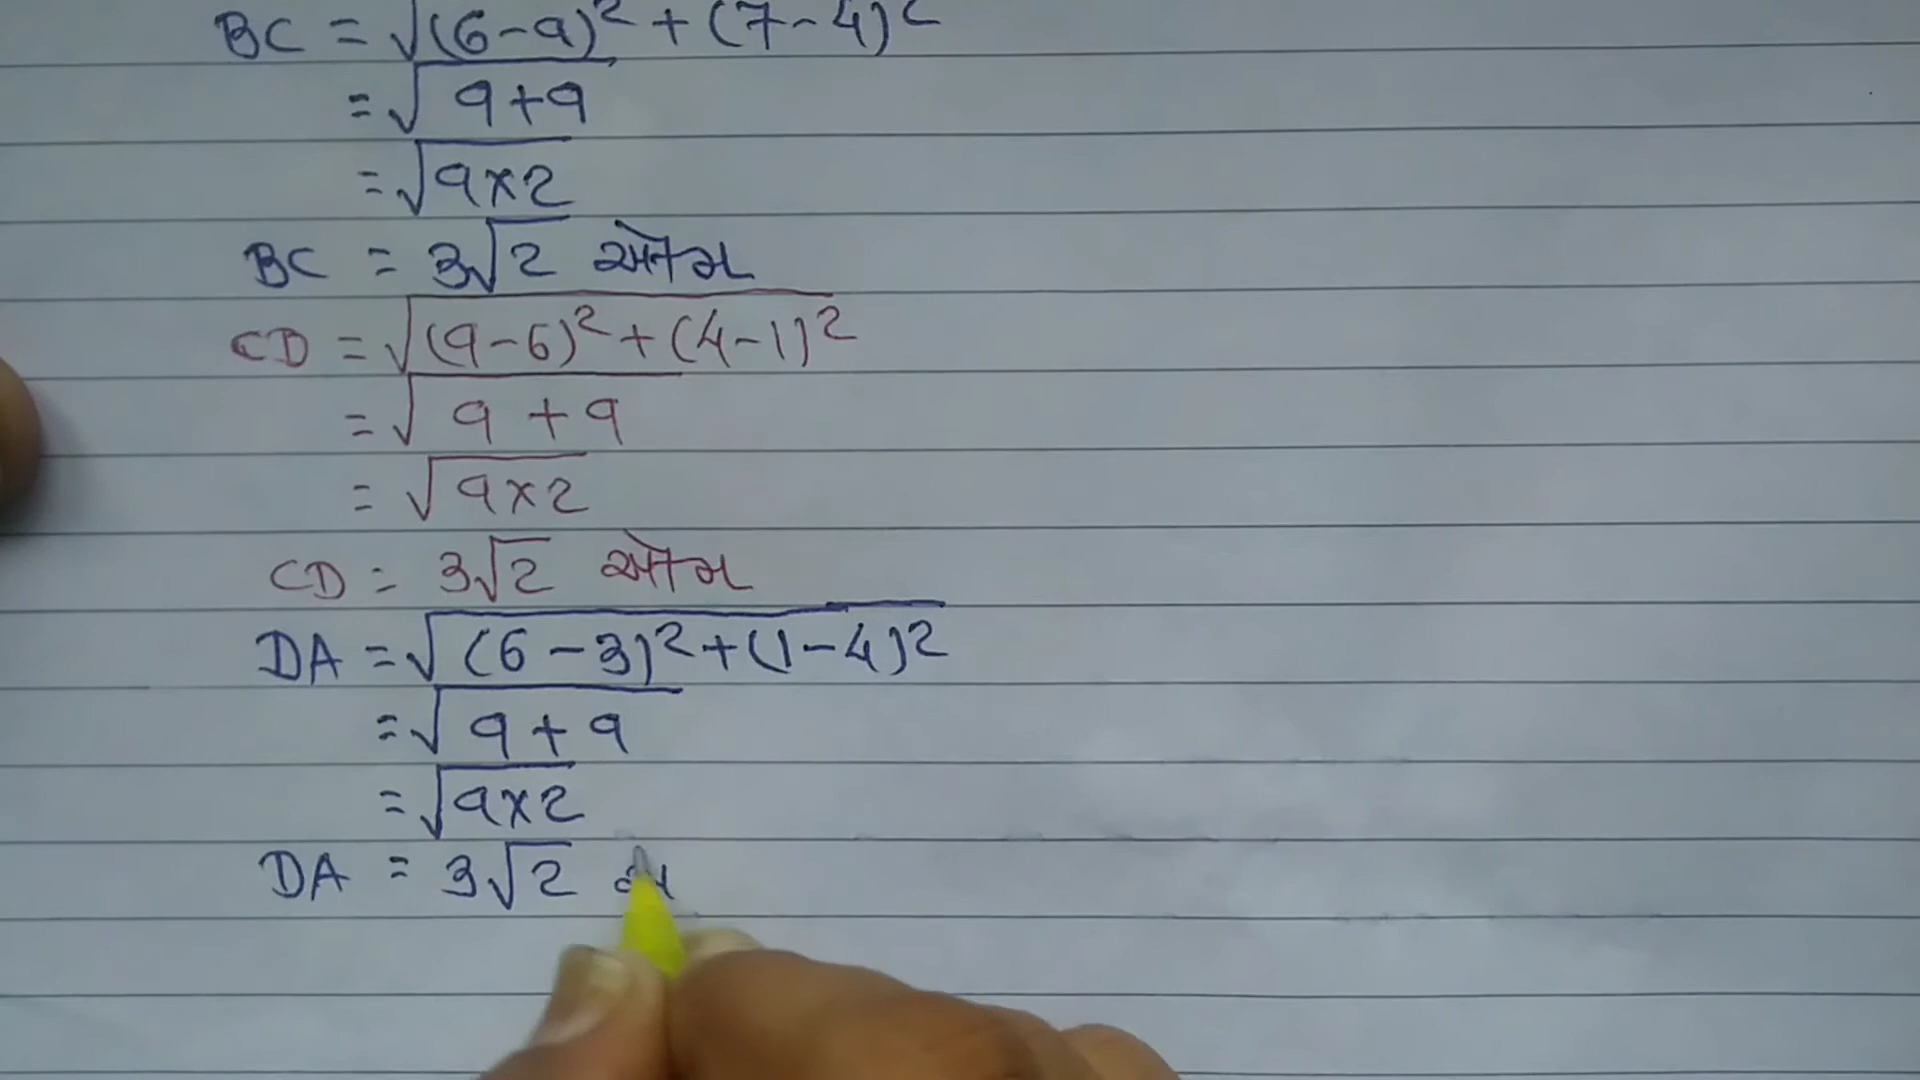 BC = √(6-9)² + (7-4)²
= √9+9
= √9×2
BC = 3√2 એકમ
CD = √(9-6)² + (4-1)²
= √9 + 9
= √9×2
CD = 3√2 એકમ
DA = √(6-3)² + (1-4)²
= √9 + 9
= √9×2
DA = 3√2